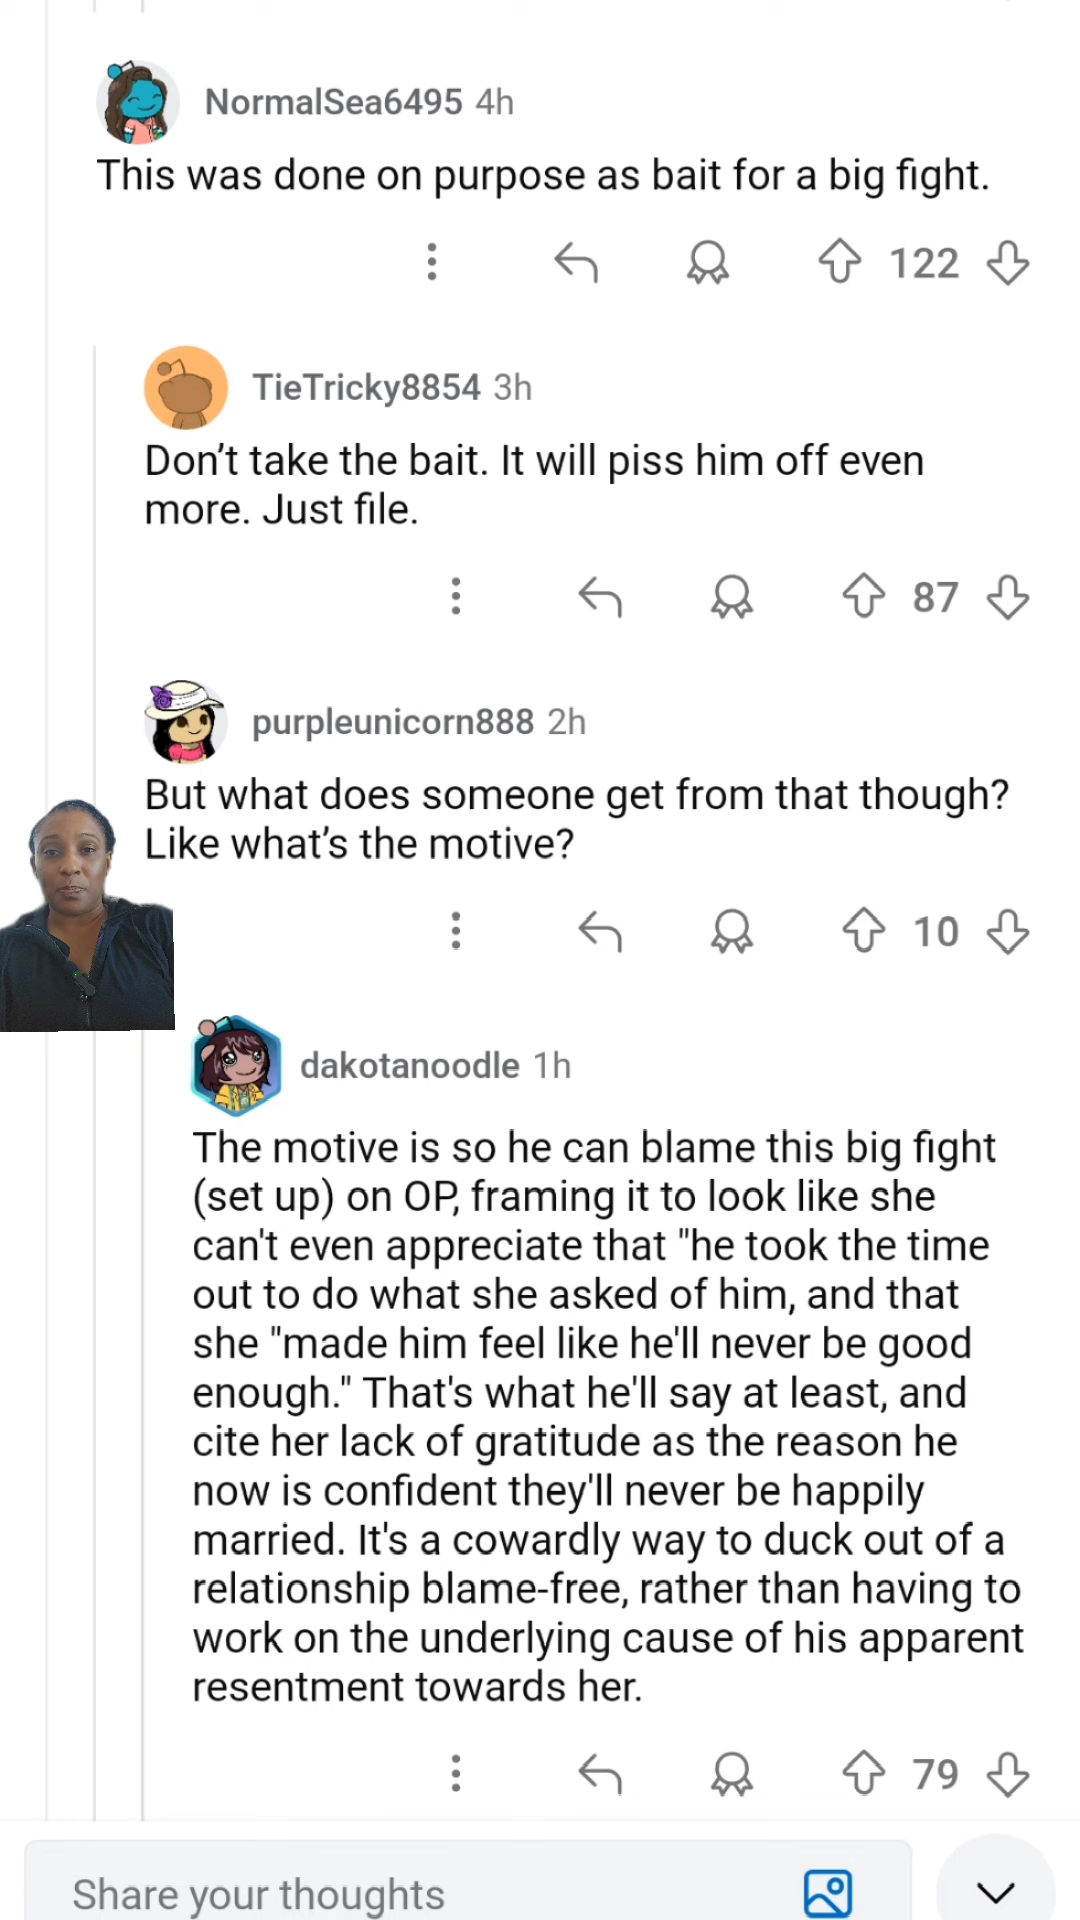 NormalSea6495 4h
This was done on purpose as bait for a big fight.
122
TieTricky8854 3h
Don’t take the bait. It will piss him off even
more. Just file.
87
purpleunicorn888 2h
But what does someone get from that though?
Like what’s the motive?
10
dakotanoodle 1h
The motive is so he can blame this big fight
(set up) on OP, framing it to look like she
can't even appreciate that "he took the time
out to do what she asked of him, and that
she "made him feel like he'll never be good
enough." That's what he'll say at least, and
cite her lack of gratitude as the reason he
now is confident they'll never be happily
married. It's a cowardly way to duck out of a
relationship blame-free, rather than having to
work on the underlying cause of his apparent
resentment towards her.
79
Share your thoughts